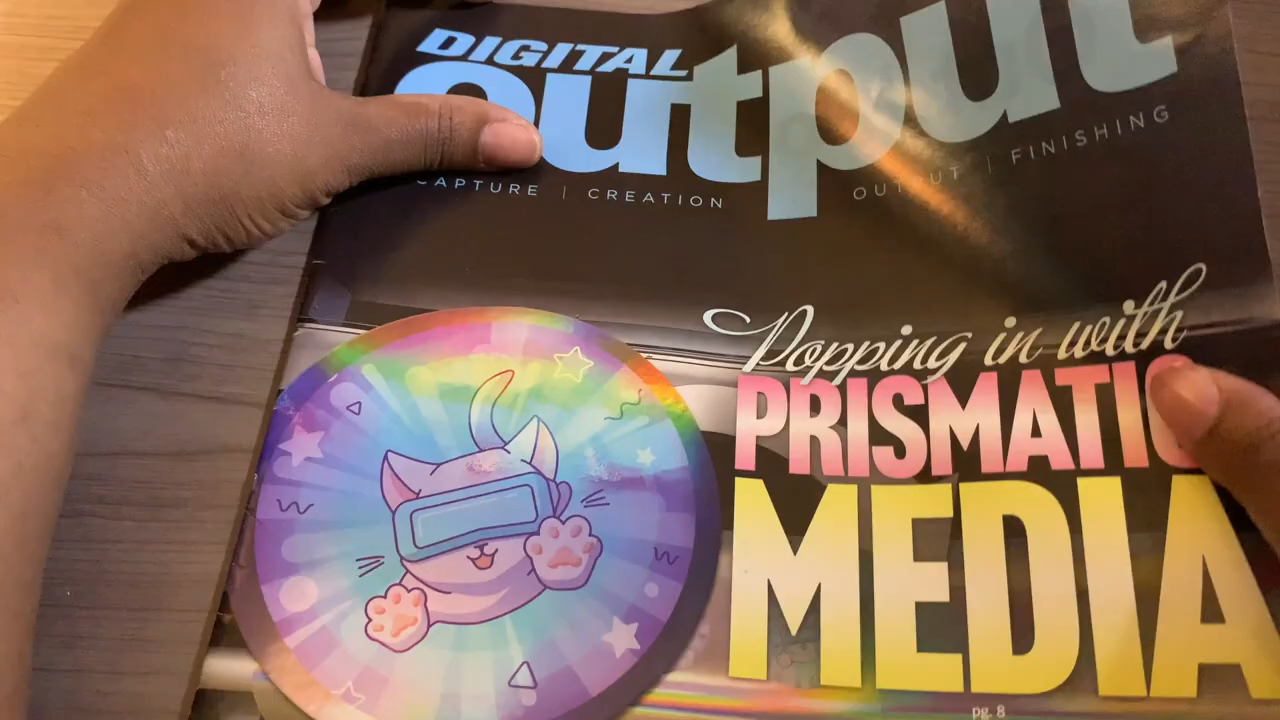 DIGITAL
output
CAPTURE | CREATION OUTPUT | FINISHING
Popping in with
PRISMATIC
MEDIA
pg. 8